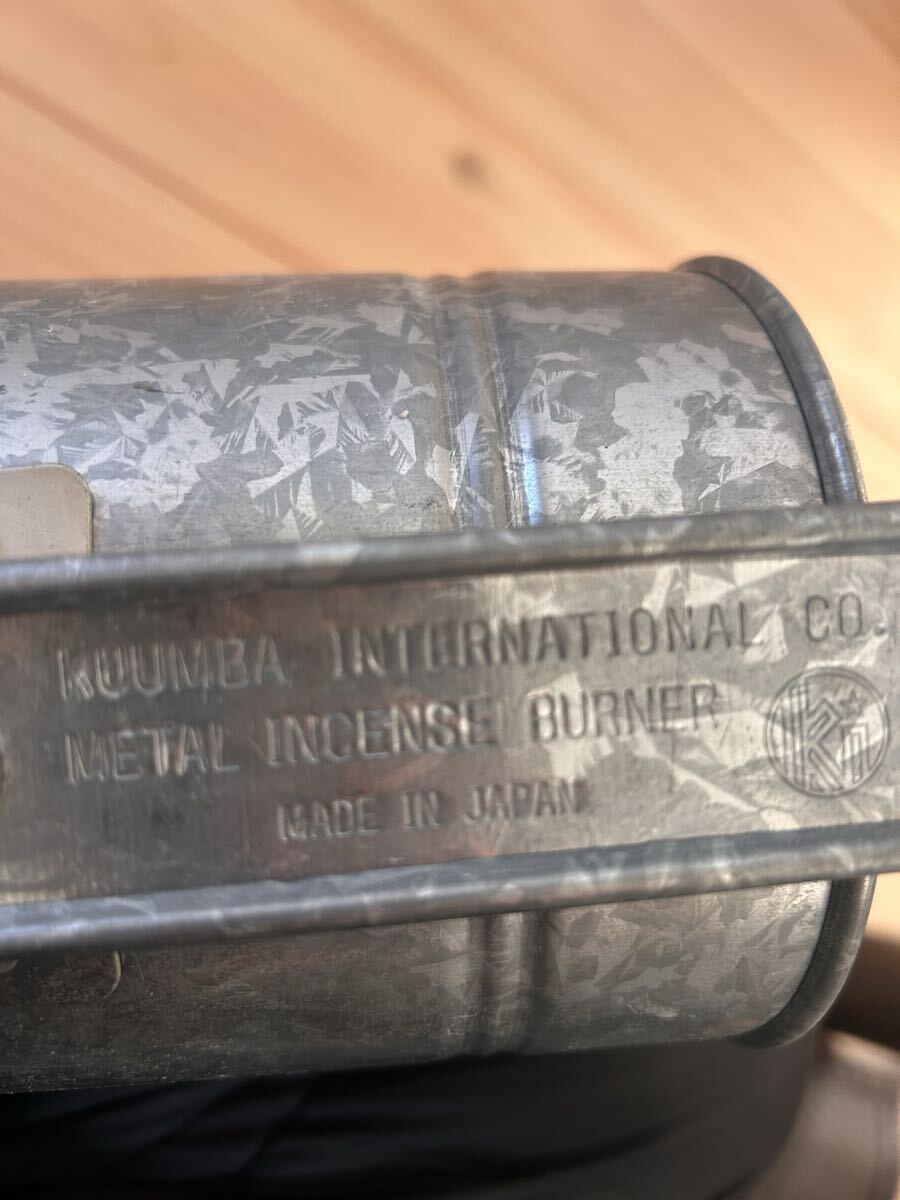 KUUMBA INTERNATIONAL CO.
METAL INCENSE BURNER
MADE IN JAPAN